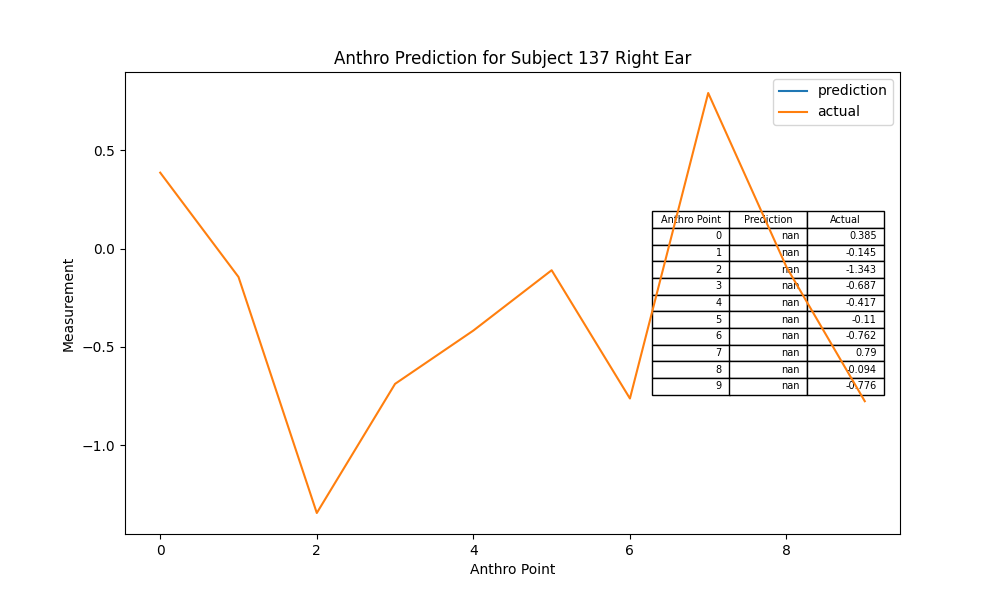 Anthro Prediction for Subject 137 Right Ear
prediction
actual
0.5
0.0
−0.5
−1.0
Measurement
Anthro Point Prediction Actual
0 nan 0.385
1 nan -0.145
2 nan -1.343
3 nan -0.687
4 nan -0.417
5 nan -0.11
6 nan -0.762
7 nan 0.79
8 nan -0.094
9 nan -0.776
0 2 4 6 8
Anthro Point